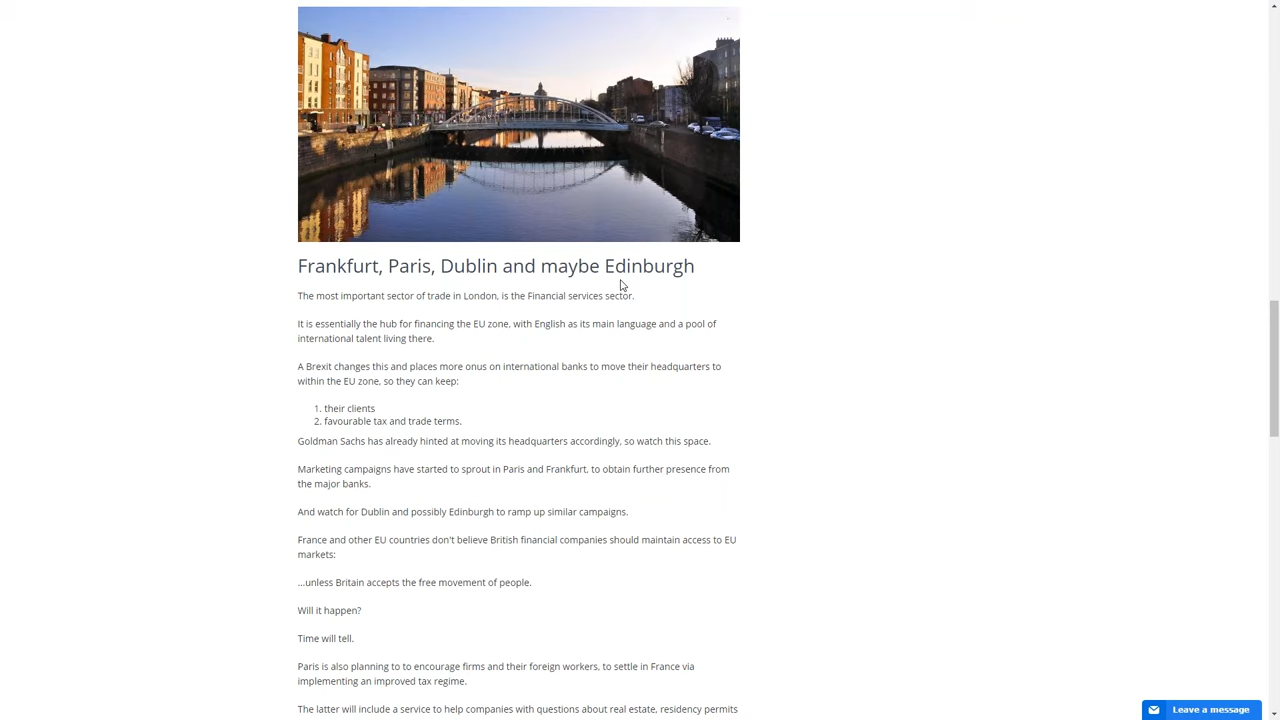 Frankfurt, Paris, Dublin and maybe Edinburgh
The most important sector of trade in London, is the Financial services sector.
It is essentially the hub for financing the EU zone, with English as its main language and a pool of
international talent living there.
A Brexit changes this and places more onus on international banks to move their headquarters to
within the EU zone, so they can keep:
1. their clients
2. favourable tax and trade terms.
Goldman Sachs has already hinted at moving its headquarters accordingly, so watch this space.
Marketing campaigns have started to sprout in Paris and Frankfurt, to obtain further presence from
the major banks.
And watch for Dublin and possibly Edinburgh to ramp up similar campaigns.
France and other EU countries don't believe British financial companies should maintain access to EU
markets:
...unless Britain accepts the free movement of people.
Will it happen?
Time will tell.
Paris is also planning to to encourage firms and their foreign workers, to settle in France via
implementing an improved tax regime.
The latter will include a service to help companies with questions about real estate, residency permits
Leave a message